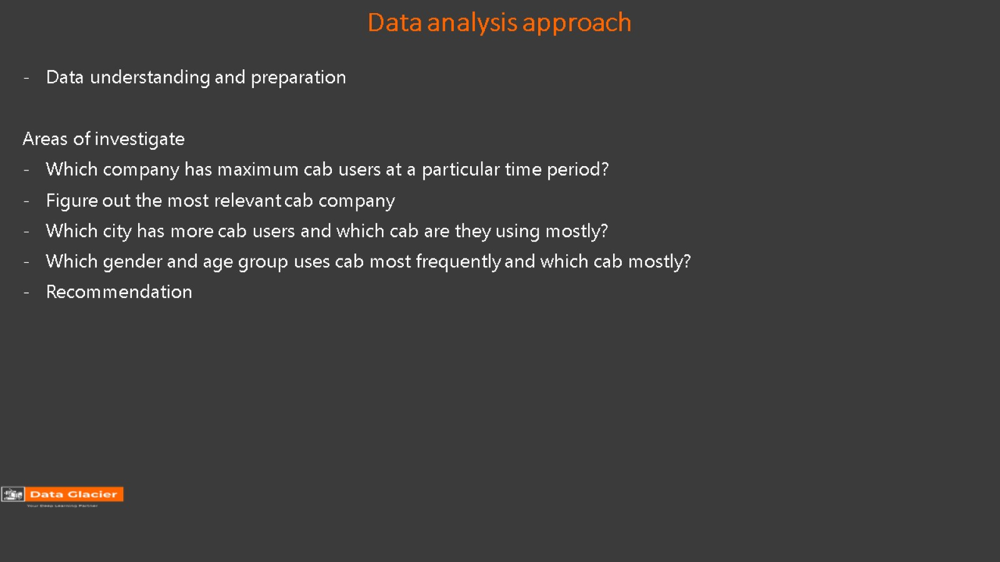 Data analysis approach
- Data understanding and preparation
Areas of investigate
- Which company has maximum cab users at a particular time period?
- Figure out the most relevant cab company
- Which city has more cab users and which cab are they using mostly?
- Which gender and age group uses cab most frequently and which cab mostly?
- Recommendation
Data Glacier
Your Deep Learning Partner